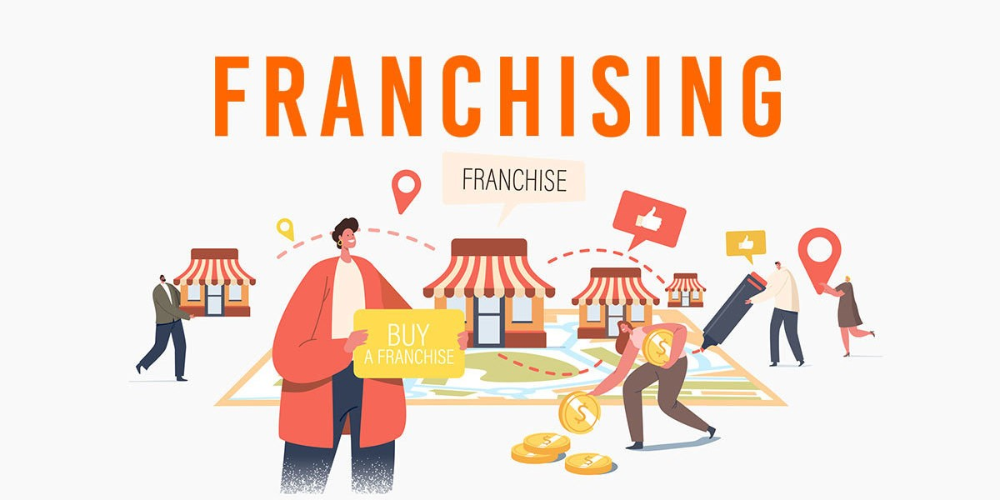 FRANCHISING
FRANCHISE
BUY
A FRANCHISE
$
$